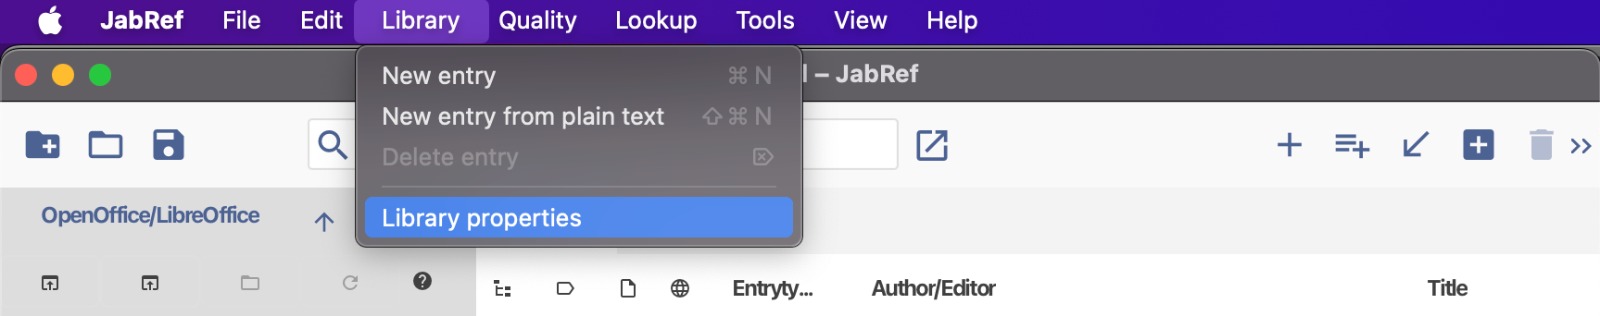 JabRef File Edit Library Quality Lookup Tools View Help
– JabRef
New entry ⌘ N
New entry from plain text ⇧ ⌘ N
Delete entry
Library properties
OpenOffice/LibreOffice
Entryty... Author/Editor Title